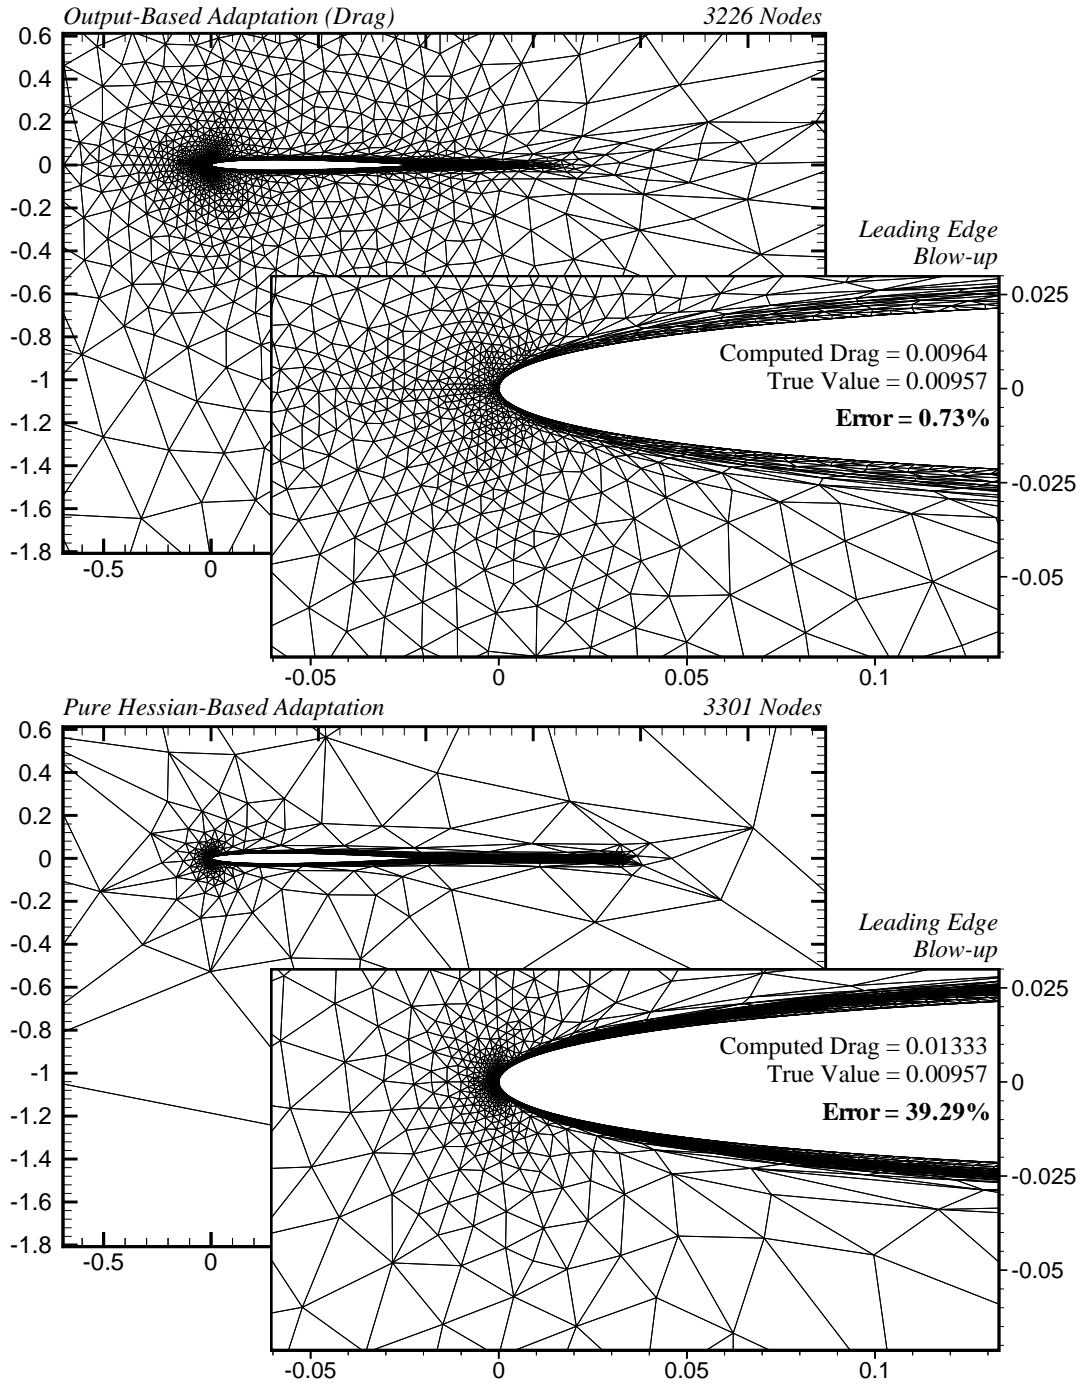 Output-Based Adaptation (Drag) 3226 Nodes
0.6
0.4
0.2
0
-0.2
-0.4
-0.6
-0.8
-1
-1.2
-1.4
-1.6
-1.8
-0.5 0
Leading Edge
Blow-up
0.025
Computed Drag = 0.00964
True Value = 0.00957
0
Error = 0.73%
-0.025
-0.05
-0.05 0 0.05 0.1
Pure Hessian-Based Adaptation 3301 Nodes
0.6
0.4
0.2
0
-0.2
-0.4
-0.6
-0.8
-1
-1.2
-1.4
-1.6
-1.8
-0.5 0
Leading Edge
Blow-up
0.025
Computed Drag = 0.01333
True Value = 0.00957
0
Error = 39.29%
-0.025
-0.05
-0.05 0 0.05 0.1